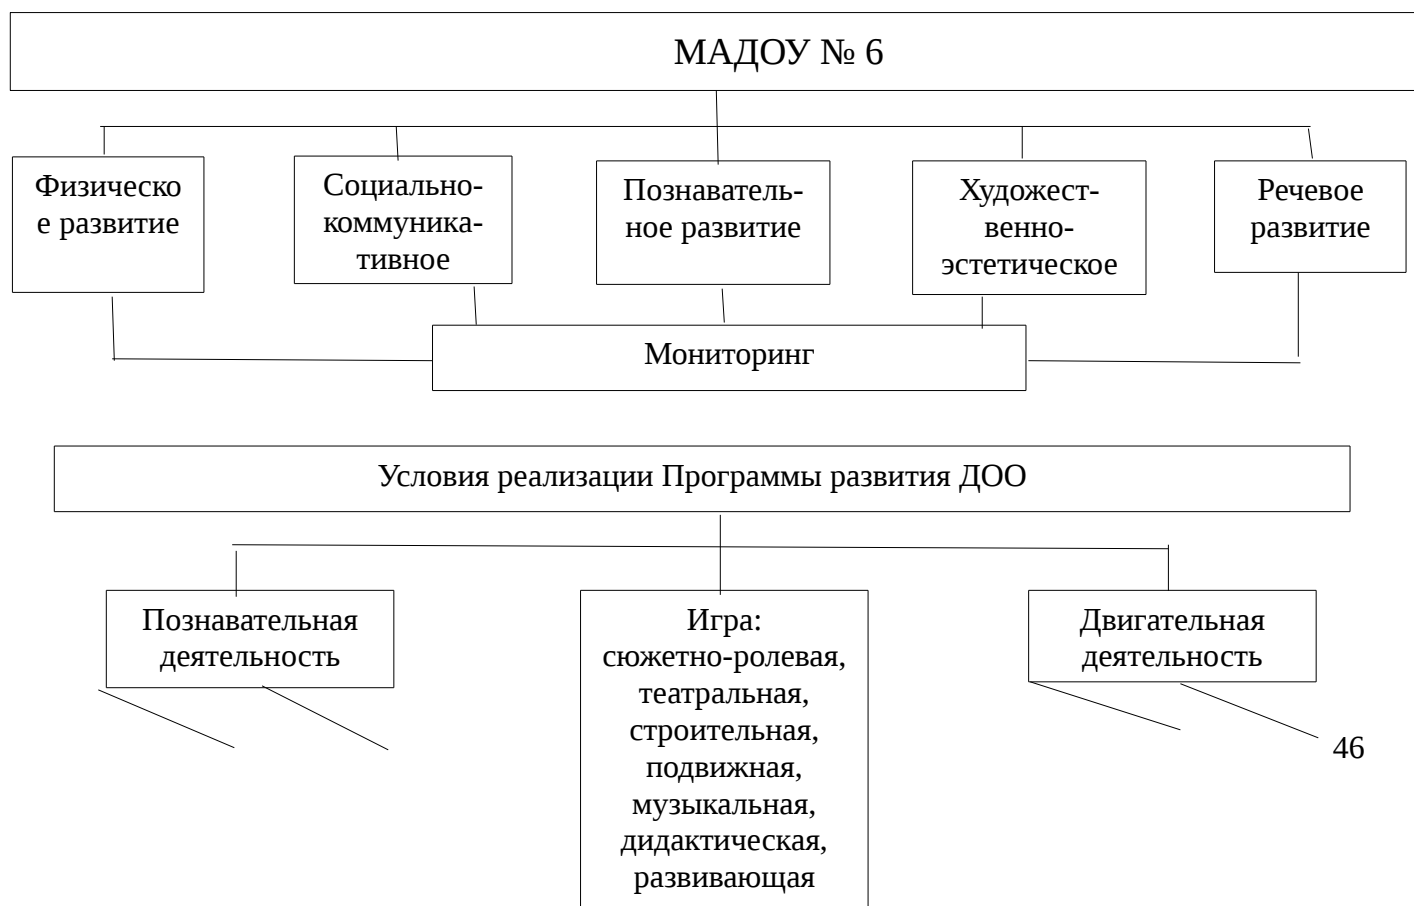 МАДОУ № 6
Физическо
е развитие
Социально-
коммуника-
тивное
Познаватель-
ное развитие
Художест-
венно-
эстетическое
Речевое
развитие
Мониторинг
Условия реализации Программы развития ДОО
Познавательная
деятельность
Игра:
сюжетно-ролевая,
театральная,
строительная,
подвижная,
музыкальная,
дидактическая,
развивающая
Двигательная
деятельность
46